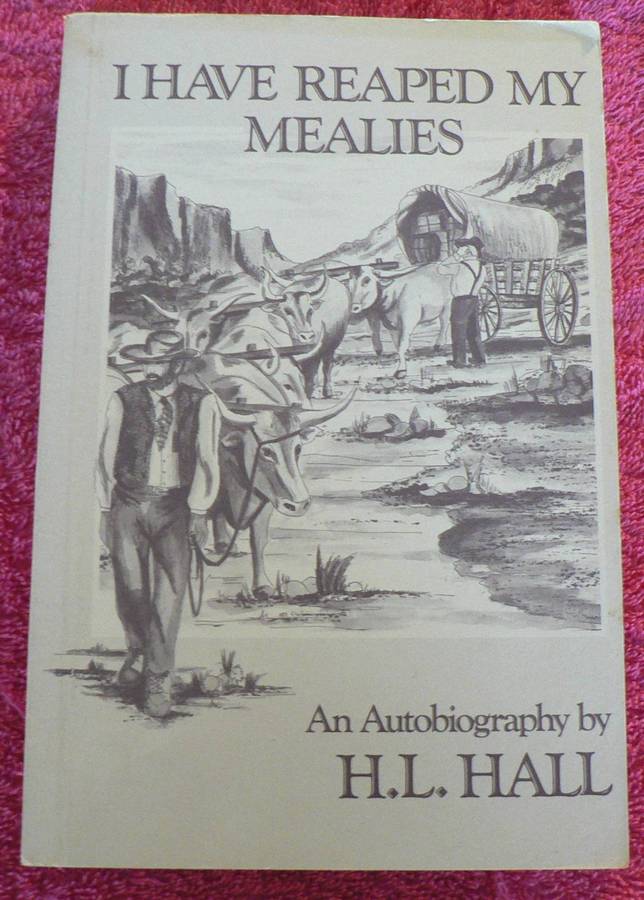 I HAVE REAPED MY
MEALIES
An Autobiography by
H.L. HALL